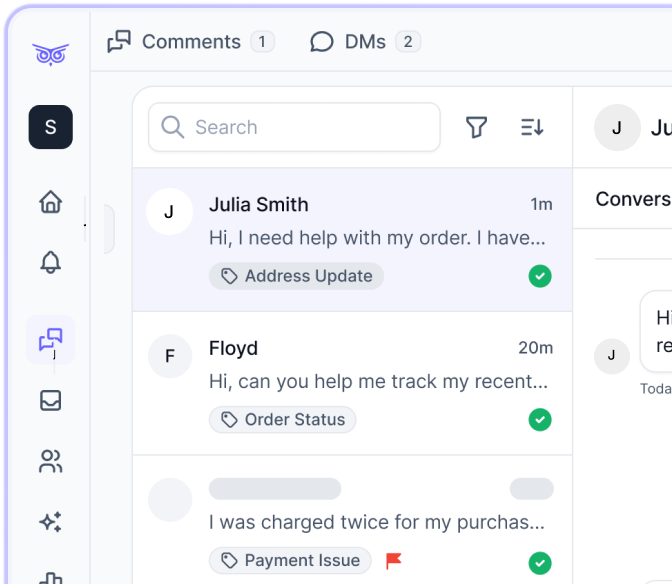 Comments 1 DMs 2
S
Search
J
Julia Smith 1m
Hi, I need help with my order. I have...
Address Update
F
Floyd 20m
Hi, can you help me track my recent...
Order Status
I was charged twice for my purchas...
Payment Issue
J Ju
Convers
J
Hi
re
Toda